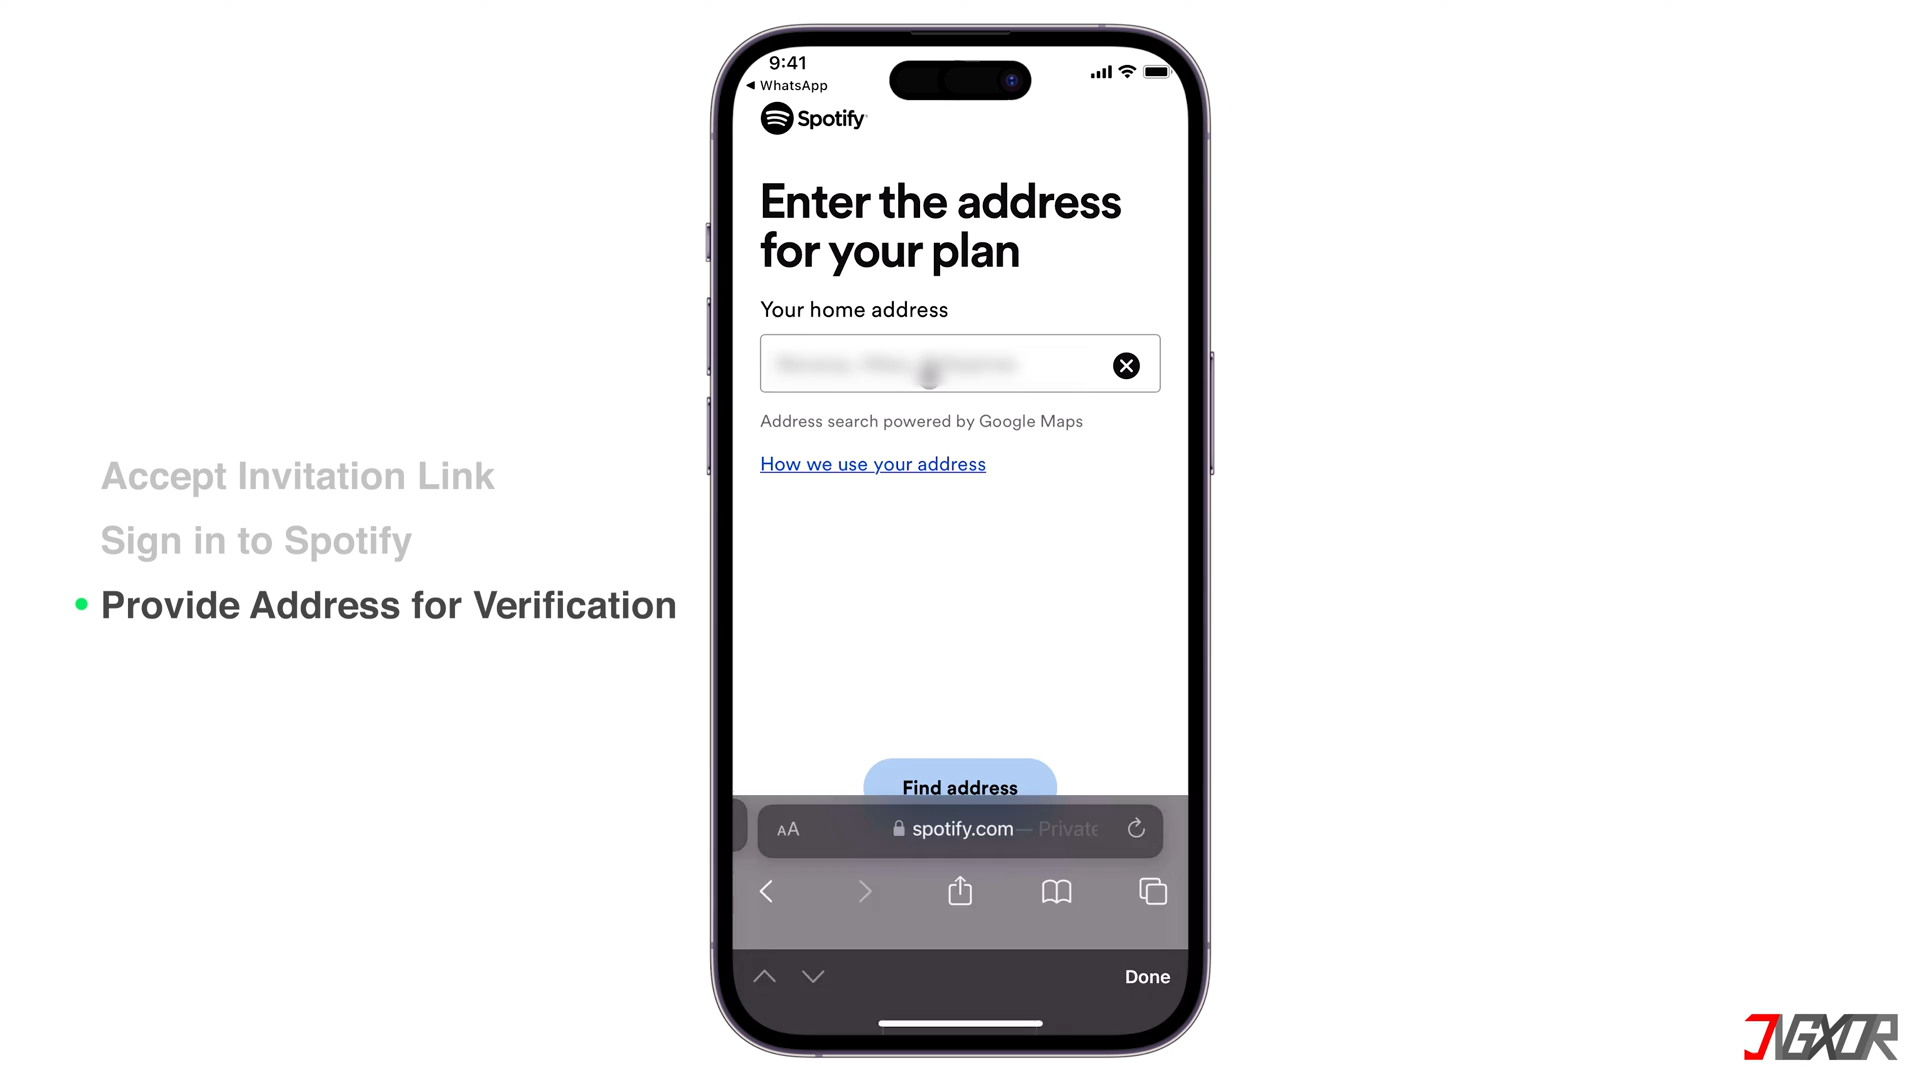 9:41
WhatsApp
Spotify
Enter the address
for your plan
Your home address
Address search powered by Google Maps
How we use your address
Accept Invitation Link
Sign in to Spotify
• Provide Address for Verification
Find address
AA
spotify.com — Private
Done
JVGXOR